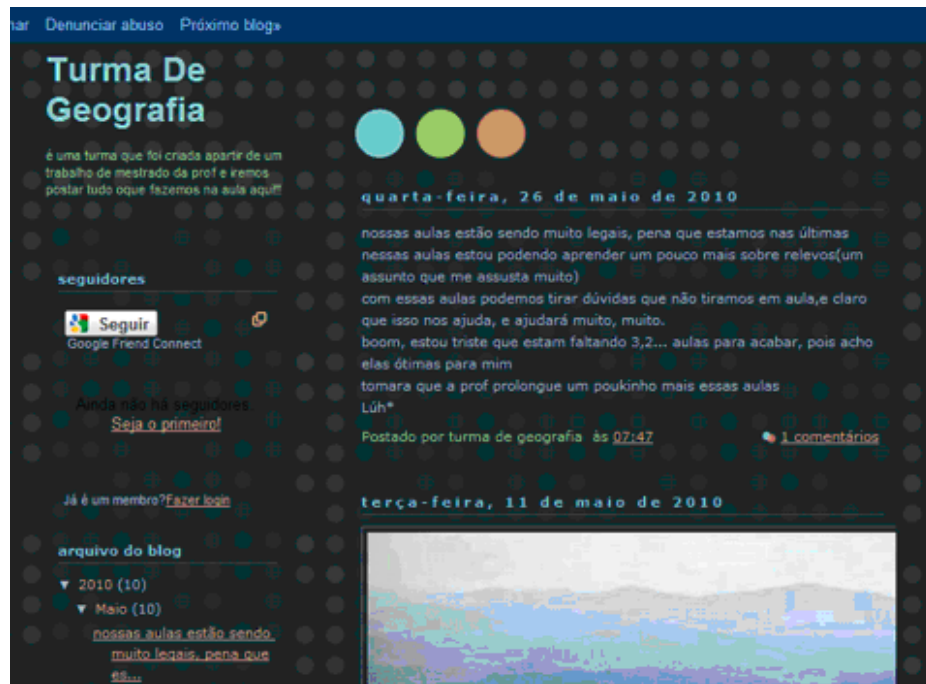 nar Denunciar abuso Próximo blog»
Turma De
Geografia
é uma turma que foi criada apartir de um
trabalho de mestrado da prof e iremos
postar tudo oque fazemos na aula aqui!!!
seguidores
Seguir
Google Friend Connect
Ainda não há seguidores.
Seja o primeiro!
Já é um membro?Fazer login
arquivo do blog
▼ 2010 (10)
▼ Maio (10)
nossas aulas estão sendo
muito legais, pena que
es...
quarta-feira, 26 de maio de 2010
nossas aulas estão sendo muito legais, pena que estamos nas últimas
nessas aulas estou podendo aprender um pouco mais sobre relevos(um
assunto que me assusta muito)
com essas aulas podemos tirar dúvidas que não tiramos em aula,e claro
que isso nos ajuda, e ajudará muito, muito.
boom, estou triste que estam faltando 3,2... aulas para acabar, pois acho
elas ótimas para mim
tomara que a prof prolongue um poukinho mais essas aulas
Lúh*
Postado por turma de geografia às 07:47
1 comentários
terça-feira, 11 de maio de 2010